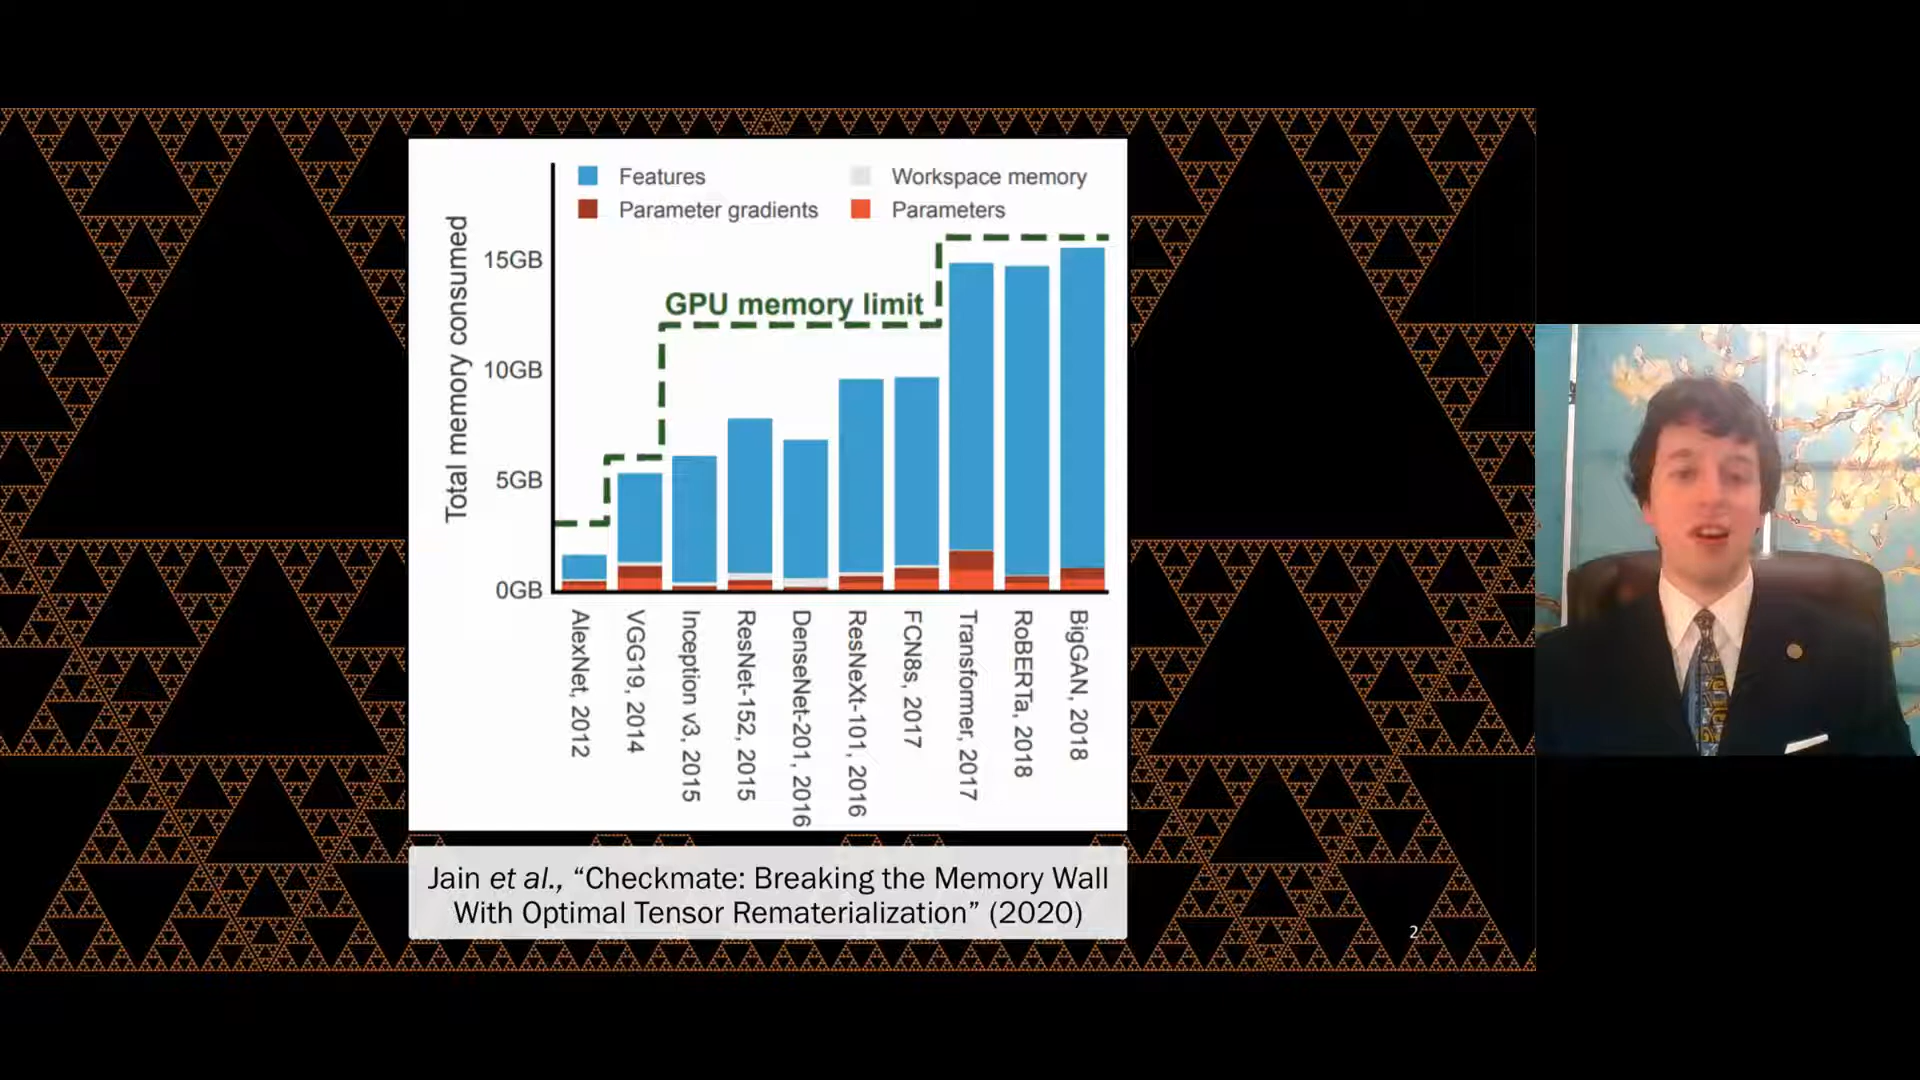 Features
Workspace memory
Parameter gradients
Parameters
Total memory consumed
15GB
10GB
5GB
0GB
GPU memory limit
AlexNet, 2012
VGG19, 2014
Inception v3, 2015
ResNet-152, 2015
DenseNet-201, 2016
ResNeXt-101, 2016
FCN8s, 2017
Transformer, 2017
RoBERTa, 2018
BigGAN, 2018
Jain et al., “Checkmate: Breaking the Memory Wall
With Optimal Tensor Rematerialization” (2020)
2